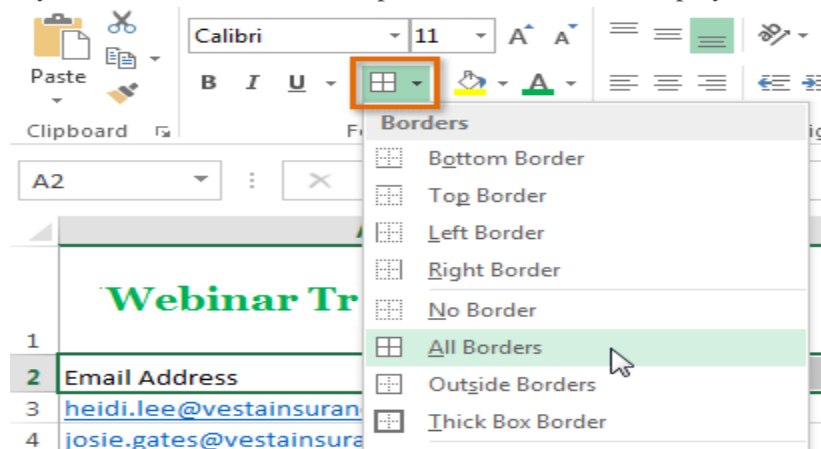 Calibri 11 A A
Paste B I U A
Clipboard
Borders
Bottom Border
Top Border
Left Border
Right Border
No Border
All Borders
Outside Borders
Thick Box Border
A2
1 Webinar Tr
2 Email Address
3 heidi.lee@vestainsuran
4 josie.gates@vestainsura